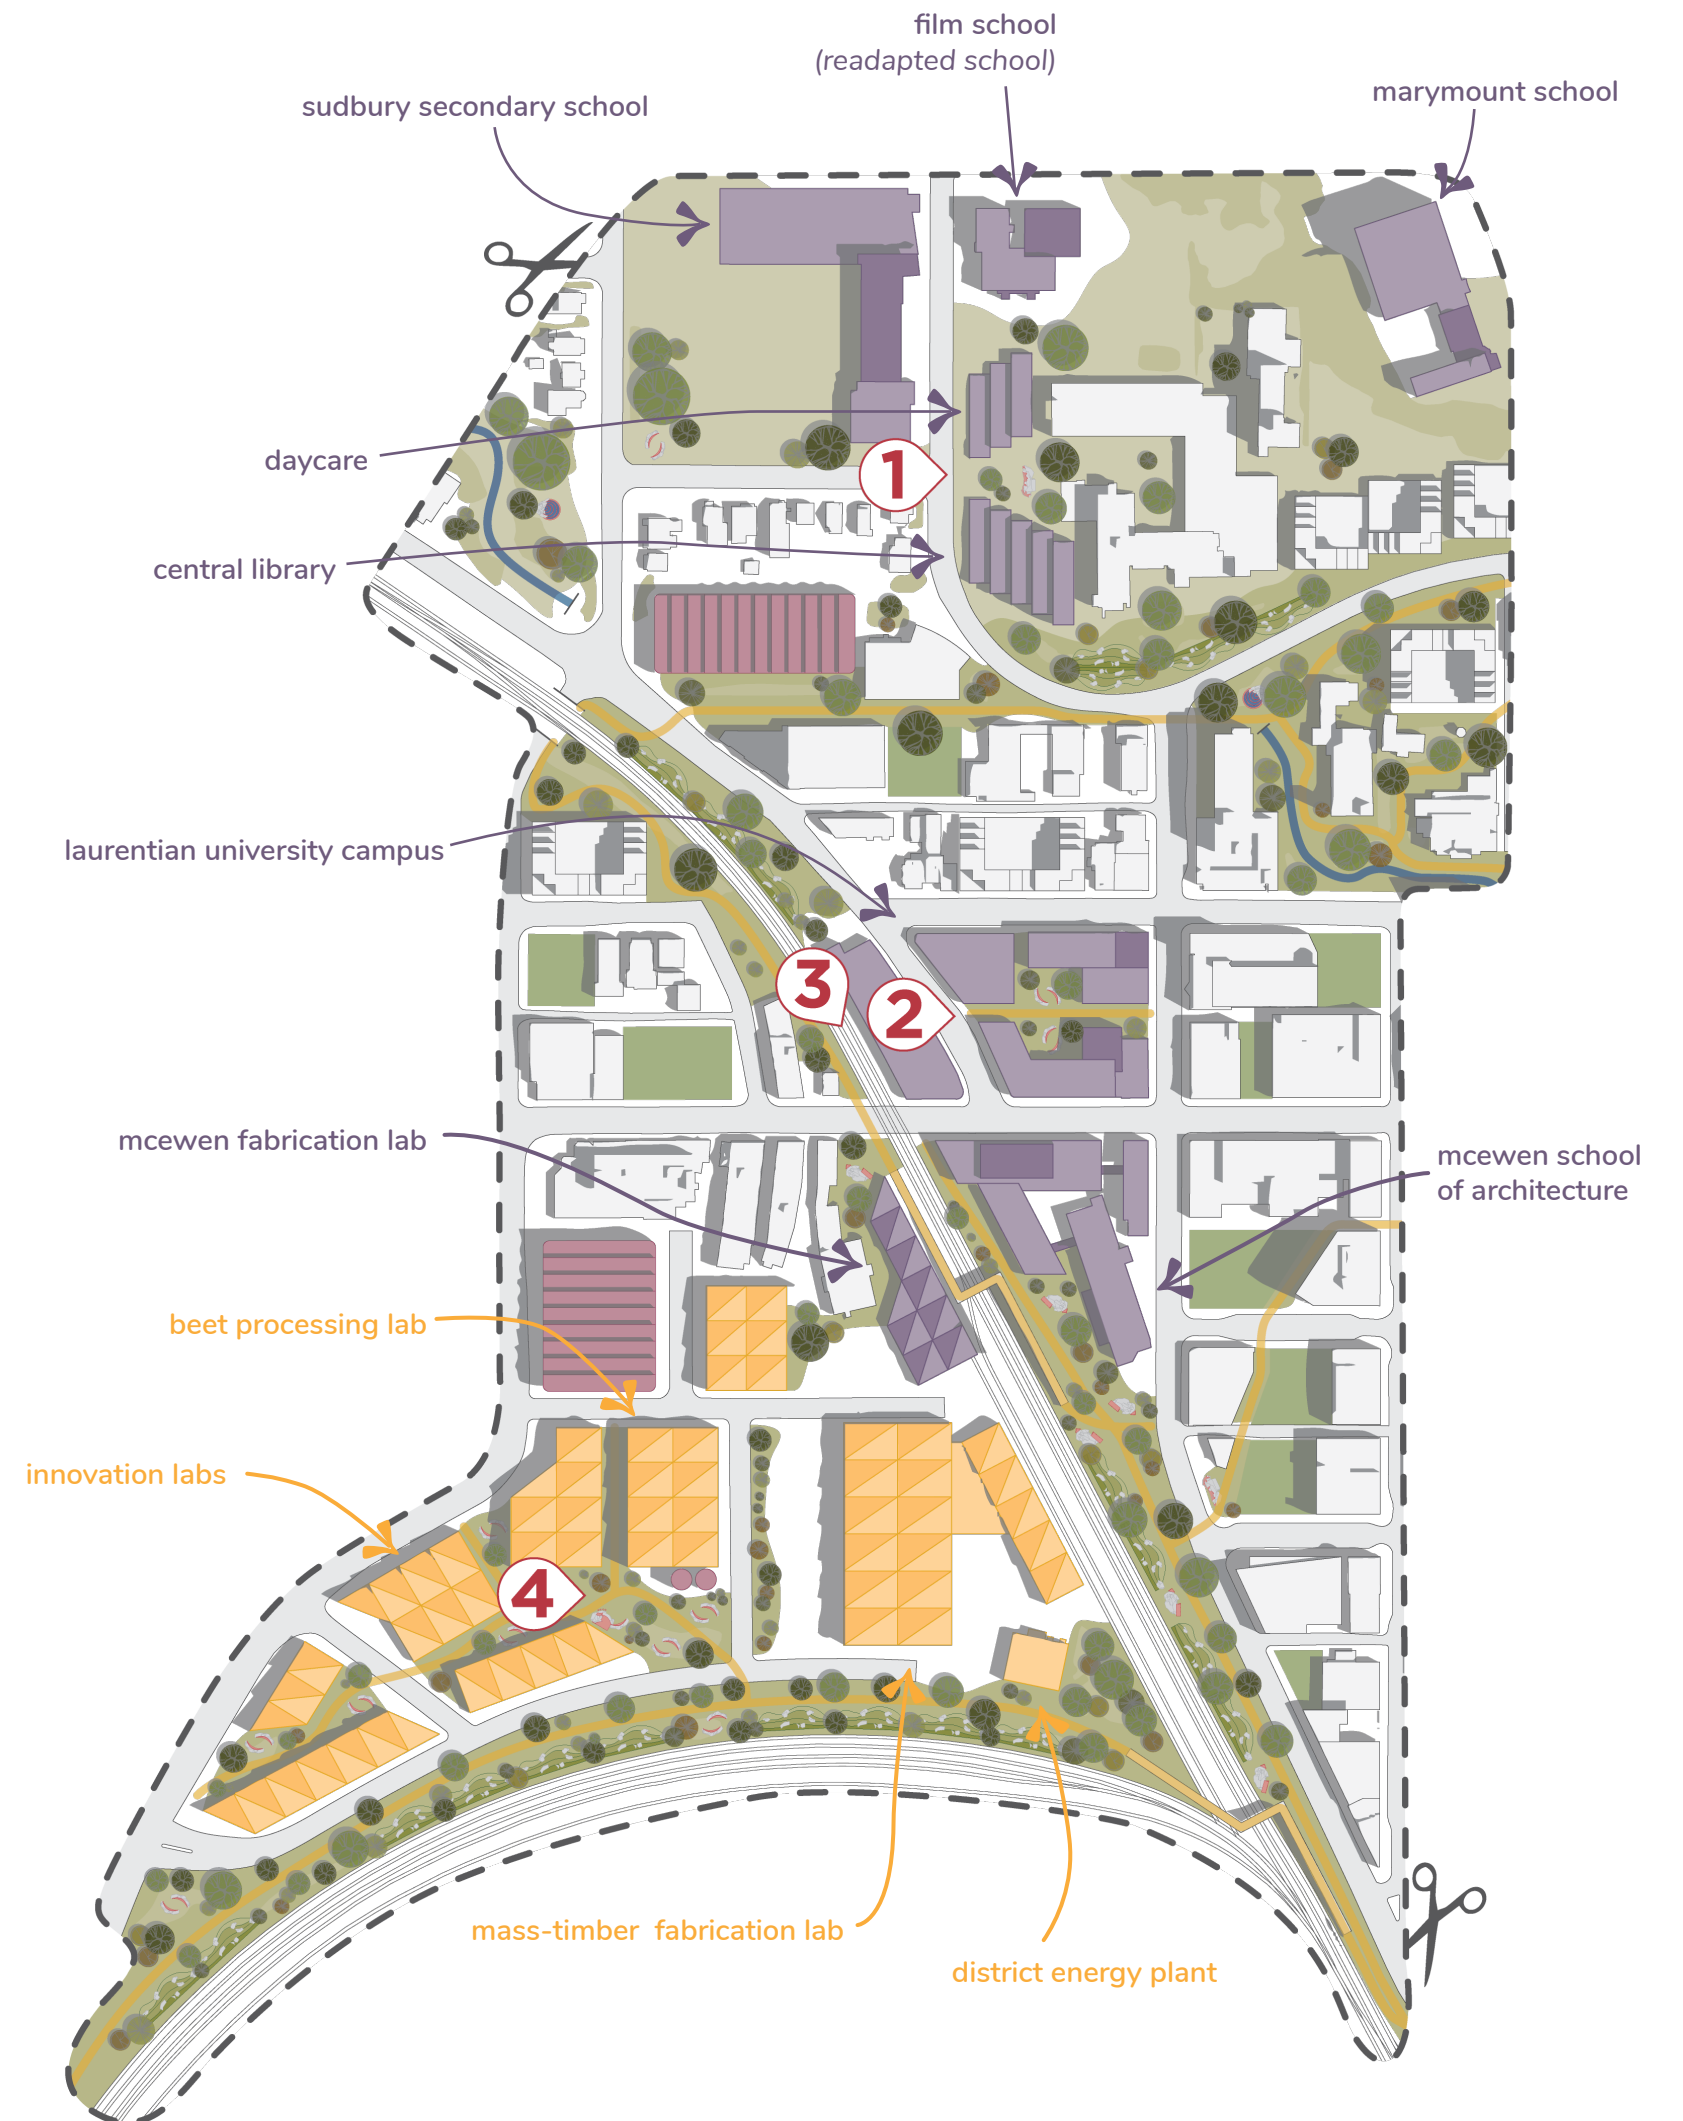 film school
(readapted school)
marymount school
sudbury secondary school
daycare
1
central library
laurentian university campus
3
2
mcewen fabrication lab
mcewen school
of architecture
beet processing lab
innovation labs
4
mass-timber fabrication lab
district energy plant